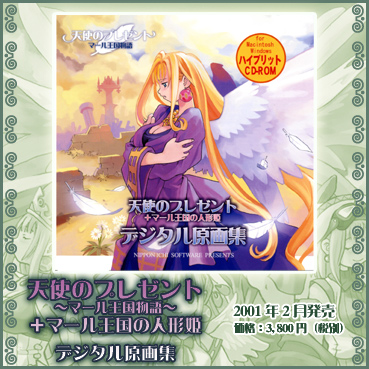 天使のプレゼント
マール王国物語
for
Macintosh
Windows
ハイブリット
CD-ROM
天使のプレゼント
+マール王国の人形姫
デジタル原画集
NIPPON ICHI SOFTWARE PRESENTS
天使のプレゼント
〜マール王国物語〜
+マール王国の人形姫
デジタル原画集
2001年2月発売
価格：3,800円（税別）